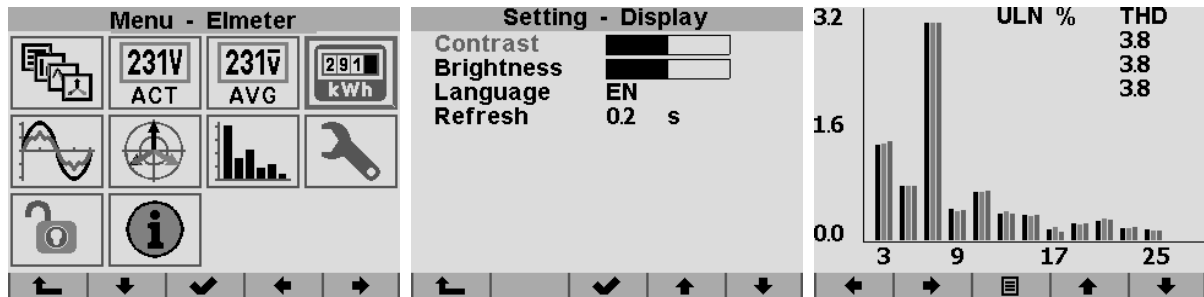 Menu - Elmeter
231V
ACT
231V̅
AVG
291
kWh
i
Setting - Display
Contrast
Brightness
Language EN
Refresh 0.2 s
3.2 ULN % THD
3.8
3.8
3.8
1.6
0.0
3 9 17 25